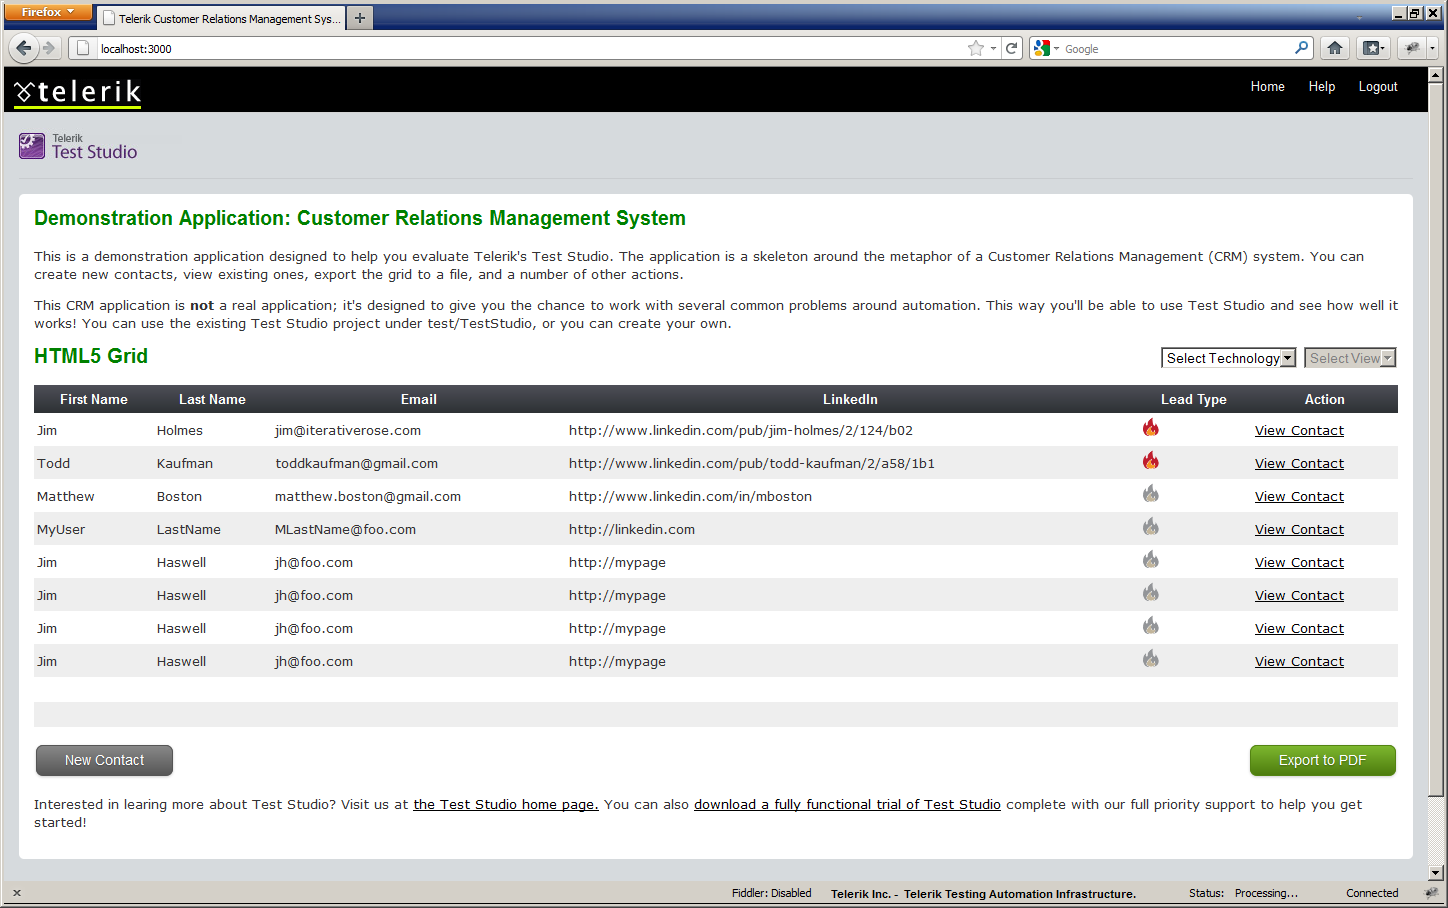 Firefox
Telerik Customer Relations Management Sys...
localhost:3000
Google
telerik
Home Help Logout
Telerik
Test Studio
Demonstration Application: Customer Relations Management System
This is a demonstration application designed to help you evaluate Telerik's Test Studio. The application is a skeleton around the metaphor of a Customer Relations Management (CRM) system. You can
create new contacts, view existing ones, export the grid to a file, and a number of other actions.
This CRM application is not a real application; it's designed to give you the chance to work with several common problems around automation. This way you'll be able to use Test Studio and see how well it
works! You can use the existing Test Studio project under test/TestStudio, or you can create your own.
HTML5 Grid
Select Technology Select View
First Name Last Name Email LinkedIn Lead Type Action
Jim Holmes jim@iterativerose.com http://www.linkedin.com/pub/jim-holmes/2/124/b02 View Contact
Todd Kaufman toddkaufman@gmail.com http://www.linkedin.com/pub/todd-kaufman/2/a58/1b1 View Contact
Matthew Boston matthew.boston@gmail.com http://www.linkedin.com/in/mboston View Contact
MyUser LastName MLastName@foo.com http://linkedin.com View Contact
Jim Haswell jh@foo.com http://mypage View Contact
Jim Haswell jh@foo.com http://mypage View Contact
Jim Haswell jh@foo.com http://mypage View Contact
Jim Haswell jh@foo.com http://mypage View Contact
New Contact Export to PDF
Interested in learing more about Test Studio? Visit us at the Test Studio home page. You can also download a fully functional trial of Test Studio complete with our full priority support to help you get
started!
Fiddler: Disabled Telerik Inc. - Telerik Testing Automation Infrastructure. Status: Processing... Connected